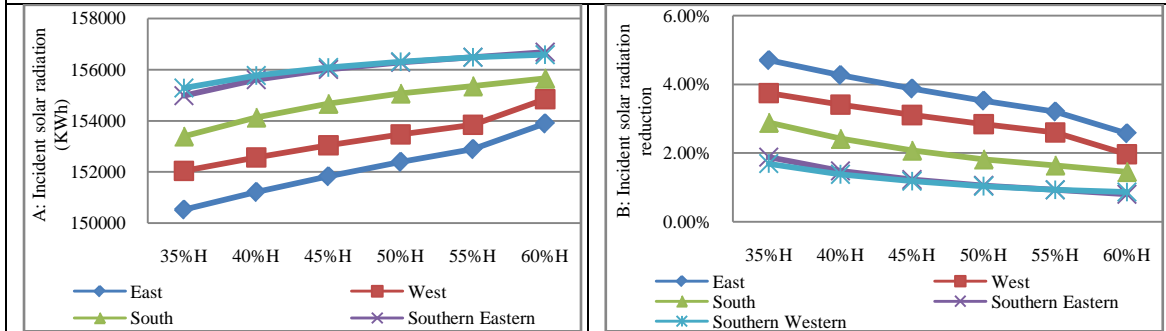 A: Incident solar radiation
(KWh)
158000
156000
154000
152000
150000
35%H 40%H 45%H 50%H 55%H 60%H
East West
South Southern Eastern
B: Incident solar radiation
reduction
6.00%
4.00%
2.00%
0.00%
35%H 40%H 45%H 50%H 55%H 60%H
East West
South Southern Eastern
Southern Western